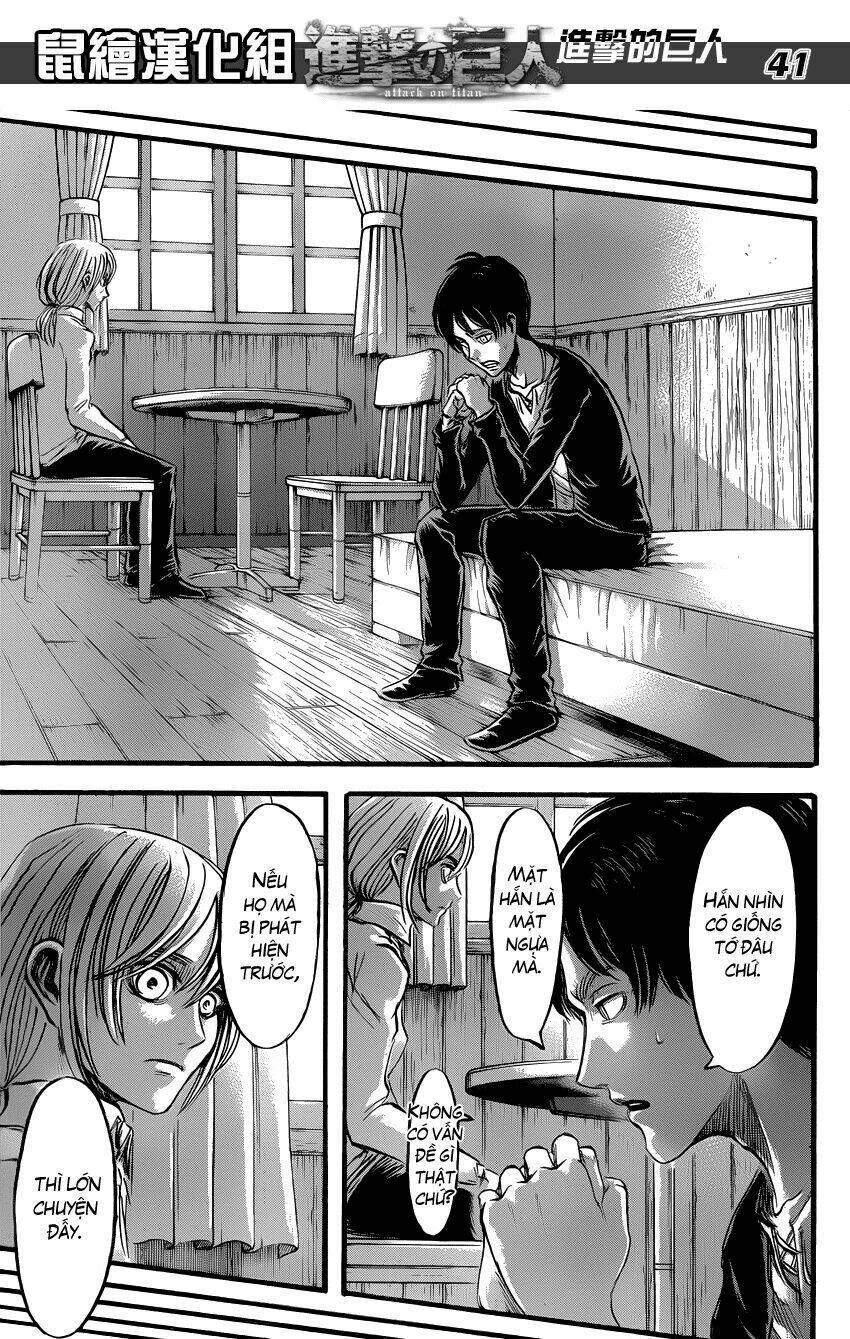 鼠繪漢化組
進撃の巨人
attack on titan
進擊的巨人
41
HẮN NHÌN
CÓ GIỐNG
TỚ ĐÂU
CHỨ.
MẶT
HẮN LÀ
MẶT
NGỰA
MÀ.
KHÔNG
CÓ VẤN
ĐỀ GÌ
THẬT
CHỨ?
NẾU
HỌ MÀ
BỊ PHÁT
HIỆN
TRƯỚC,
THÌ LỚN
CHUYỆN
ĐẤY.